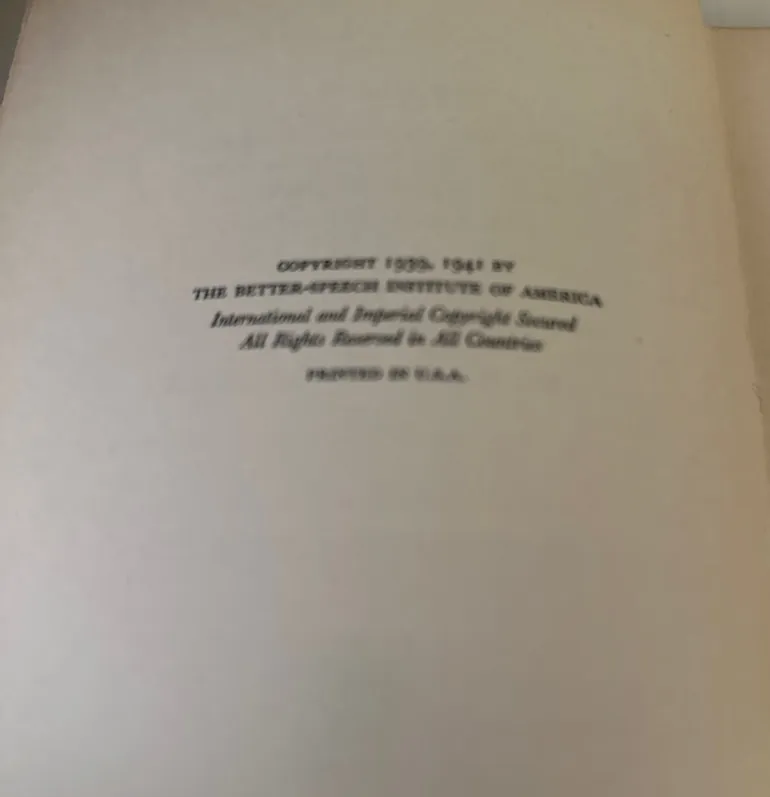 COPYRIGHT 1939, 1941 BY
THE BETTER-SPEECH INSTITUTE OF AMERICA
International and Imperial Copyright Secured
All Rights Reserved in All Countries
PRINTED IN U.S.A.